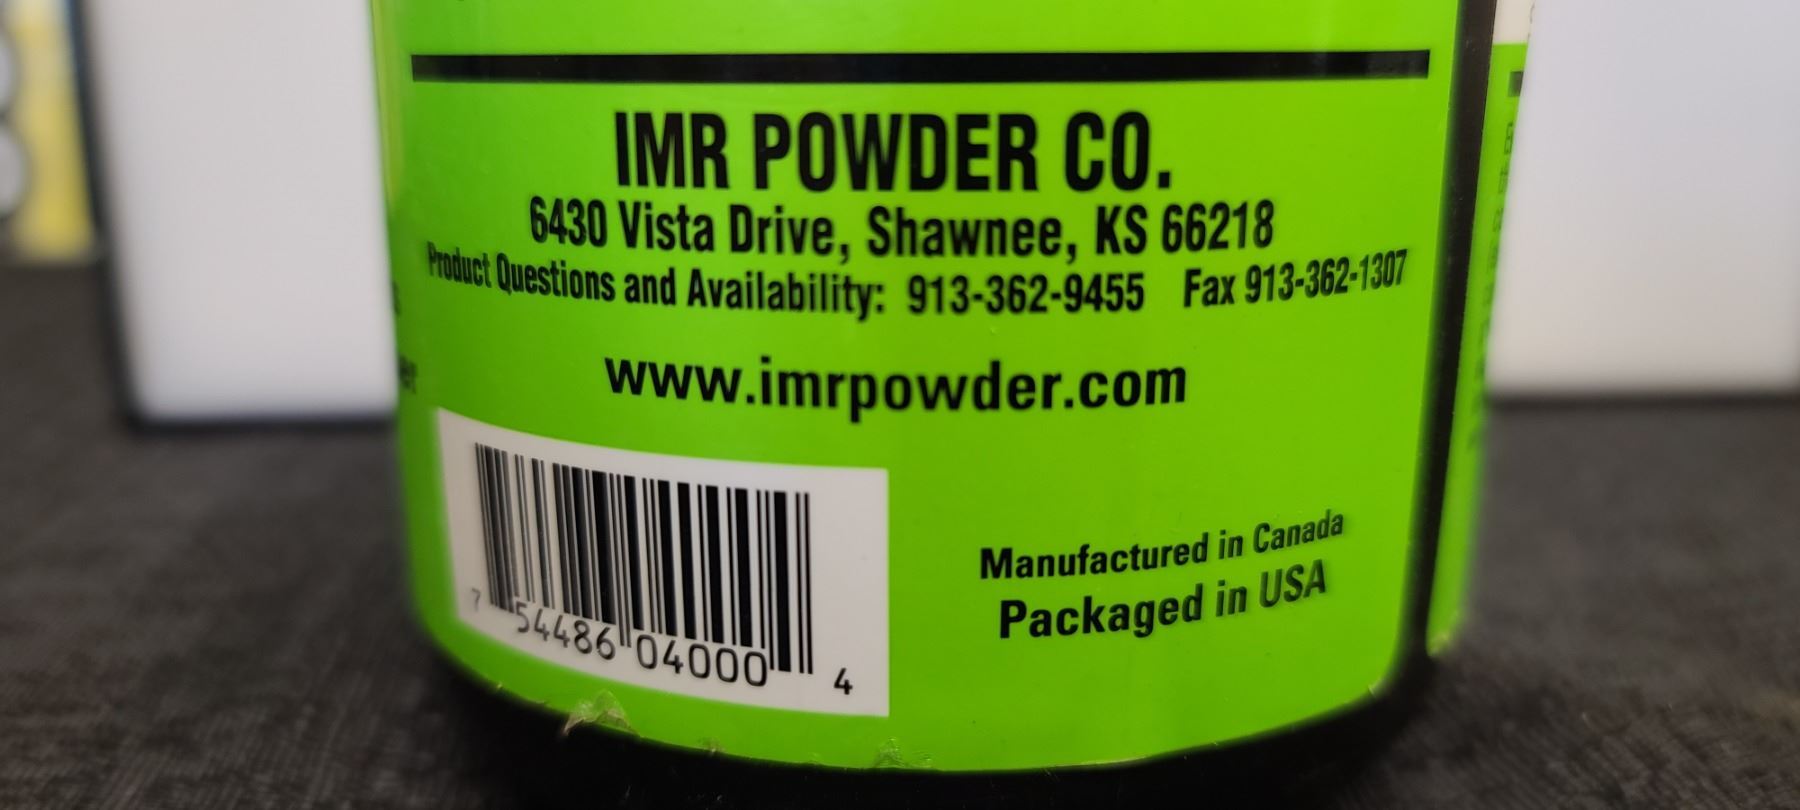 IMR POWDER CO.
6430 Vista Drive, Shawnee, KS 66218
Product Questions and Availability: 913-362-9455 Fax 913-362-1307
www.imrpowder.com
Manufactured in Canada
Packaged in USA
7 54486 04000 4